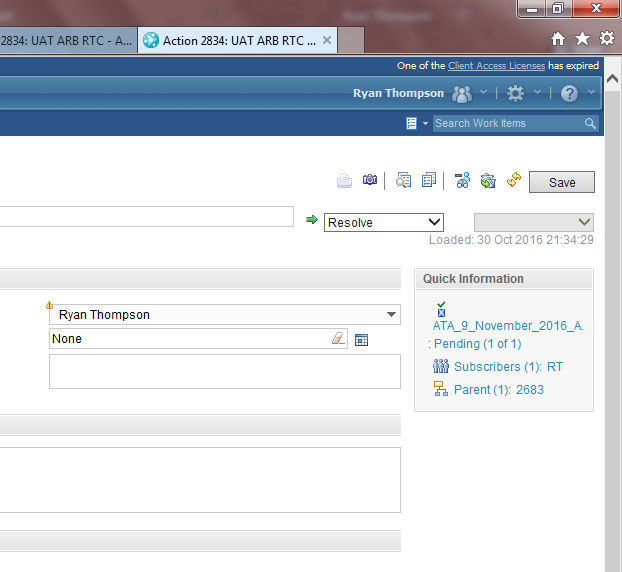 Ryan Thompson
2834: UAT ARB RTC - A...
Action 2834: UAT ARB RTC ...
One of the Client Access Licenses has expired
Ryan Thompson
Search Work Items
Save
Resolve
Loaded: 30 Oct 2016 21:34:29
Quick Information
Ryan Thompson
None
ATA_9_November_2016_A.
: Pending (1 of 1)
Subscribers (1): RT
Parent (1): 2683